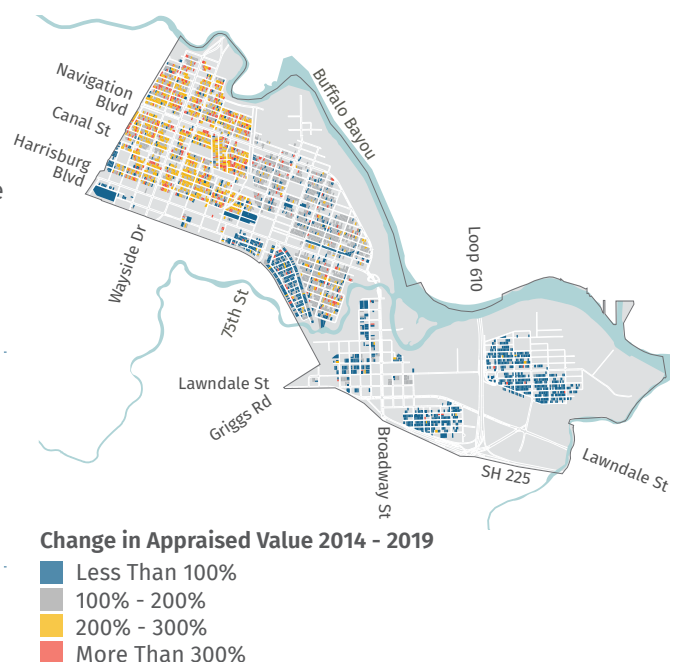 Navigation
Blvd
Canal St
Harrisburg
Blvd
e
Buffalo Bayou
Loop 610
Wayside Dr
75th St
Lawndale St
Griggs Rd
Broadway St
SH 225
Lawndale St
Change in Appraised Value 2014 - 2019
Less Than 100%
100% - 200%
200% - 300%
More Than 300%